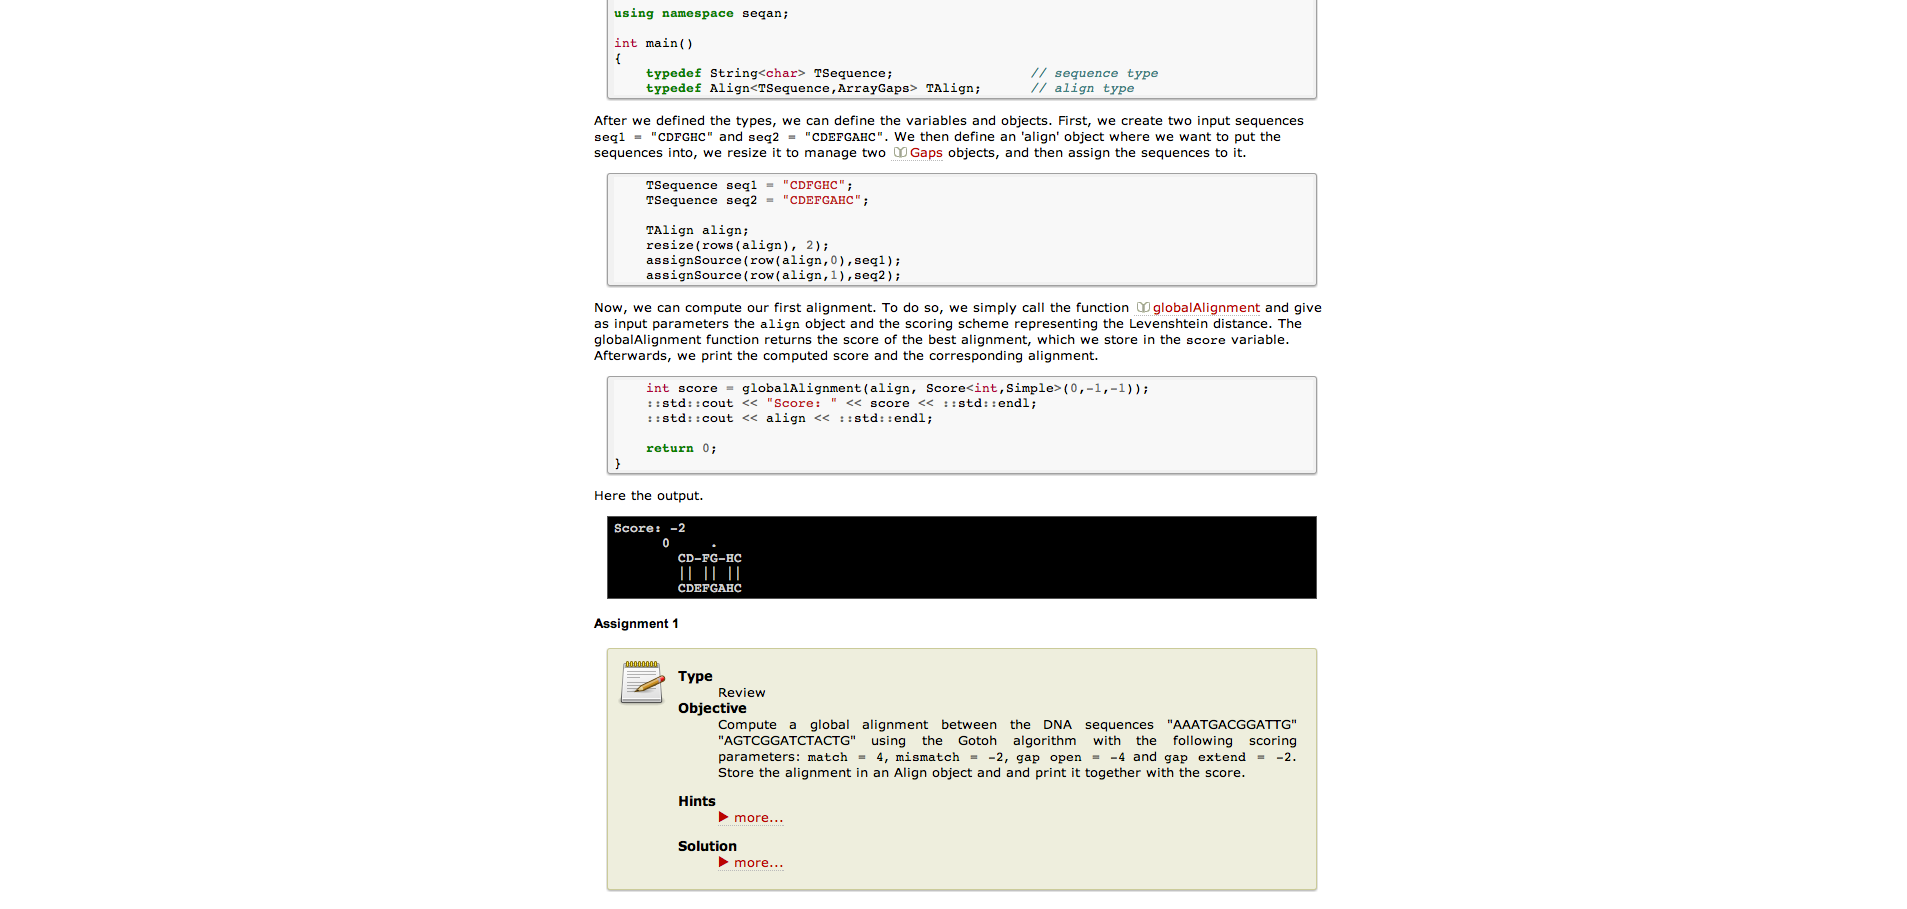 using namespace seqan;
int main()
{
typedef String<char> TSequence; // sequence type
typedef Align<TSequence,ArrayGaps> TAlign; // align type
After we defined the types, we can define the variables and objects. First, we create two input sequences
seq1 = "CDFGHC" and seq2 = "CDEFGAHC". We then define an 'align' object where we want to put the
sequences into, we resize it to manage two Gaps objects, and then assign the sequences to it.
TSequence seq1 = "CDFGHC";
TSequence seq2 = "CDEFGAHC";
TAlign align;
resize(rows(align), 2);
assignSource(row(align,0),seq1);
assignSource(row(align,1),seq2);
Now, we can compute our first alignment. To do so, we simply call the function globalAlignment and give
as input parameters the align object and the scoring scheme representing the Levenshtein distance. The
globalAlignment function returns the score of the best alignment, which we store in the score variable.
Afterwards, we print the computed score and the corresponding alignment.
int score = globalAlignment(align, Score<int,Simple>(0,-1,-1));
::std::cout << "Score: " << score << ::std::endl;
::std::cout << align << ::std::endl;
return 0;
}
Here the output.
Score: -2
0 .
CD-FG-HC
|| || ||
CDEFGAHC
Assignment 1
Type
Review
Objective
Compute a global alignment between the DNA sequences "AAATGACGGATTG"
"AGTCGGATCTACTG" using the Gotoh algorithm with the following scoring
parameters: match = 4, mismatch = -2, gap open = -4 and gap extend = -2.
Store the alignment in an Align object and and print it together with the score.
Hints
more...
Solution
more...